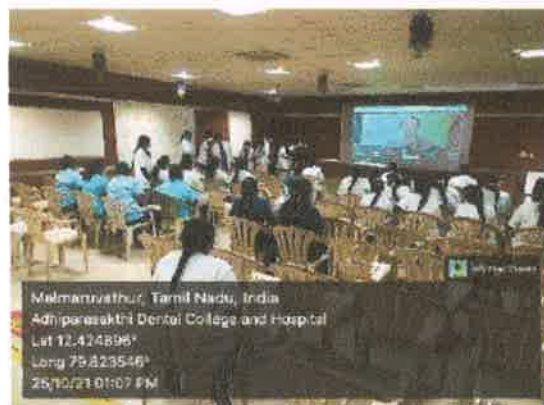 Melmaruvathur, Tamil Nadu, India
Adhiparasakthi Dental College and Hospital
Lat 12.424896°
Long 79.823546°
25/10/21 01:07 PM